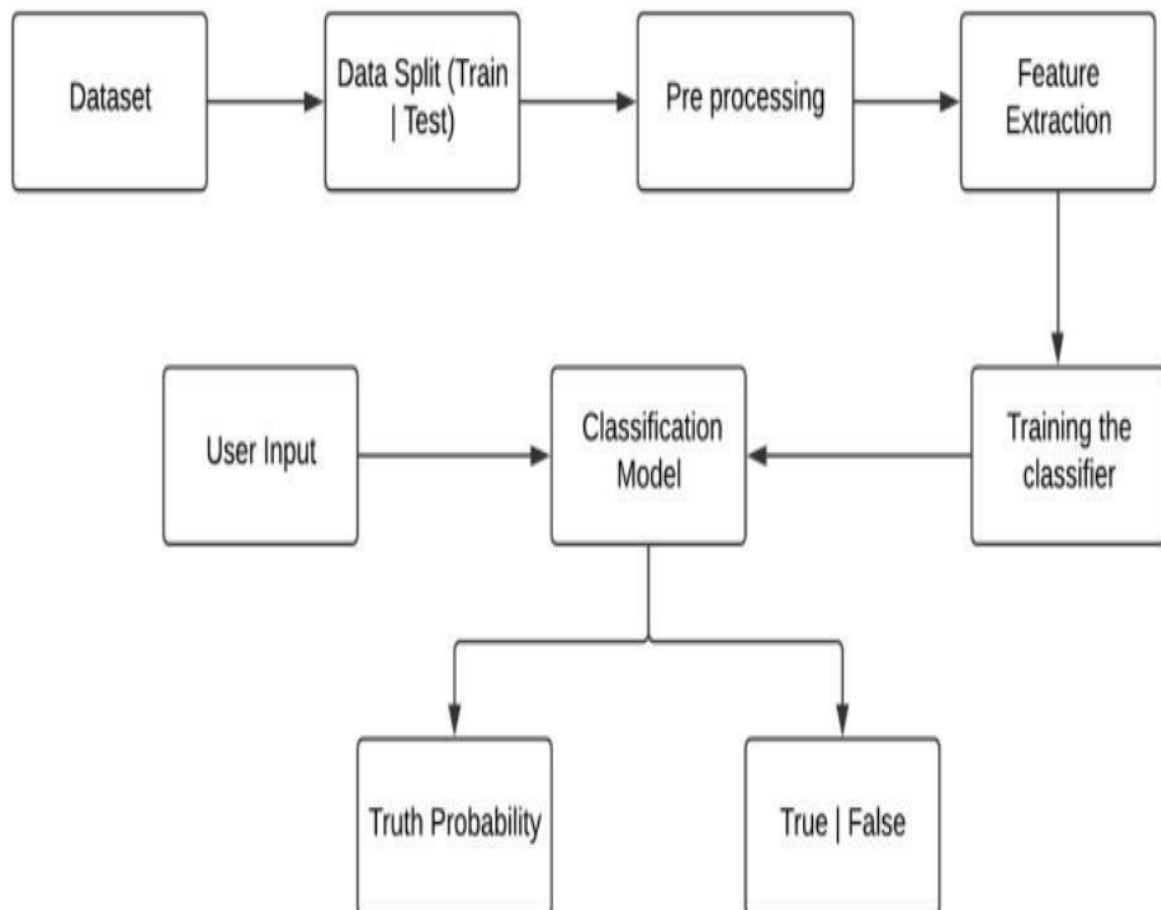 Dataset
Data Split (Train
| Test)
Pre processing
Feature
Extraction
User Input
Classification
Model
Training the
classifier
Truth Probability
True | False